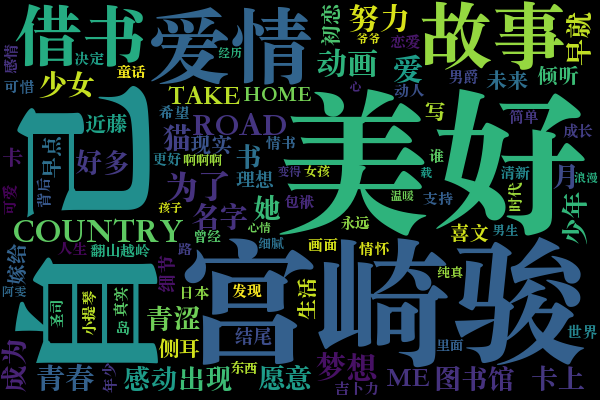 感情
借书
爱情
初恋
努力
爷爷
恋爱
故事
早就
可惜
决定
少女
童话
经历
动画
爱
男爵
未来
倾听
心
动人
TAKE
HOME
近藤
希望
猫
现实
ROAD
情书
书
写
简单
谁
成长
自己
早点
背后
卡
可爱
好多
更好
啊啊啊
为了
理想
变得
女孩
温暖
美好
载
支持
清新
月
浪漫
时代
孩子
名字
她
包袱
永远
少年
COUNTRY
曾经
心情
细腻
画面
情怀
喜文
男生
嫁给
人生
翻山越岭
路
细节
宫崎骏
纯真
圣司
小提琴
真实
日本
发现
生活
青涩
结尾
世界
侧耳
东西
里面
成为
青春
年少
感动
出现
愿意
梦想
吉卜力
ME
图书馆
卡上